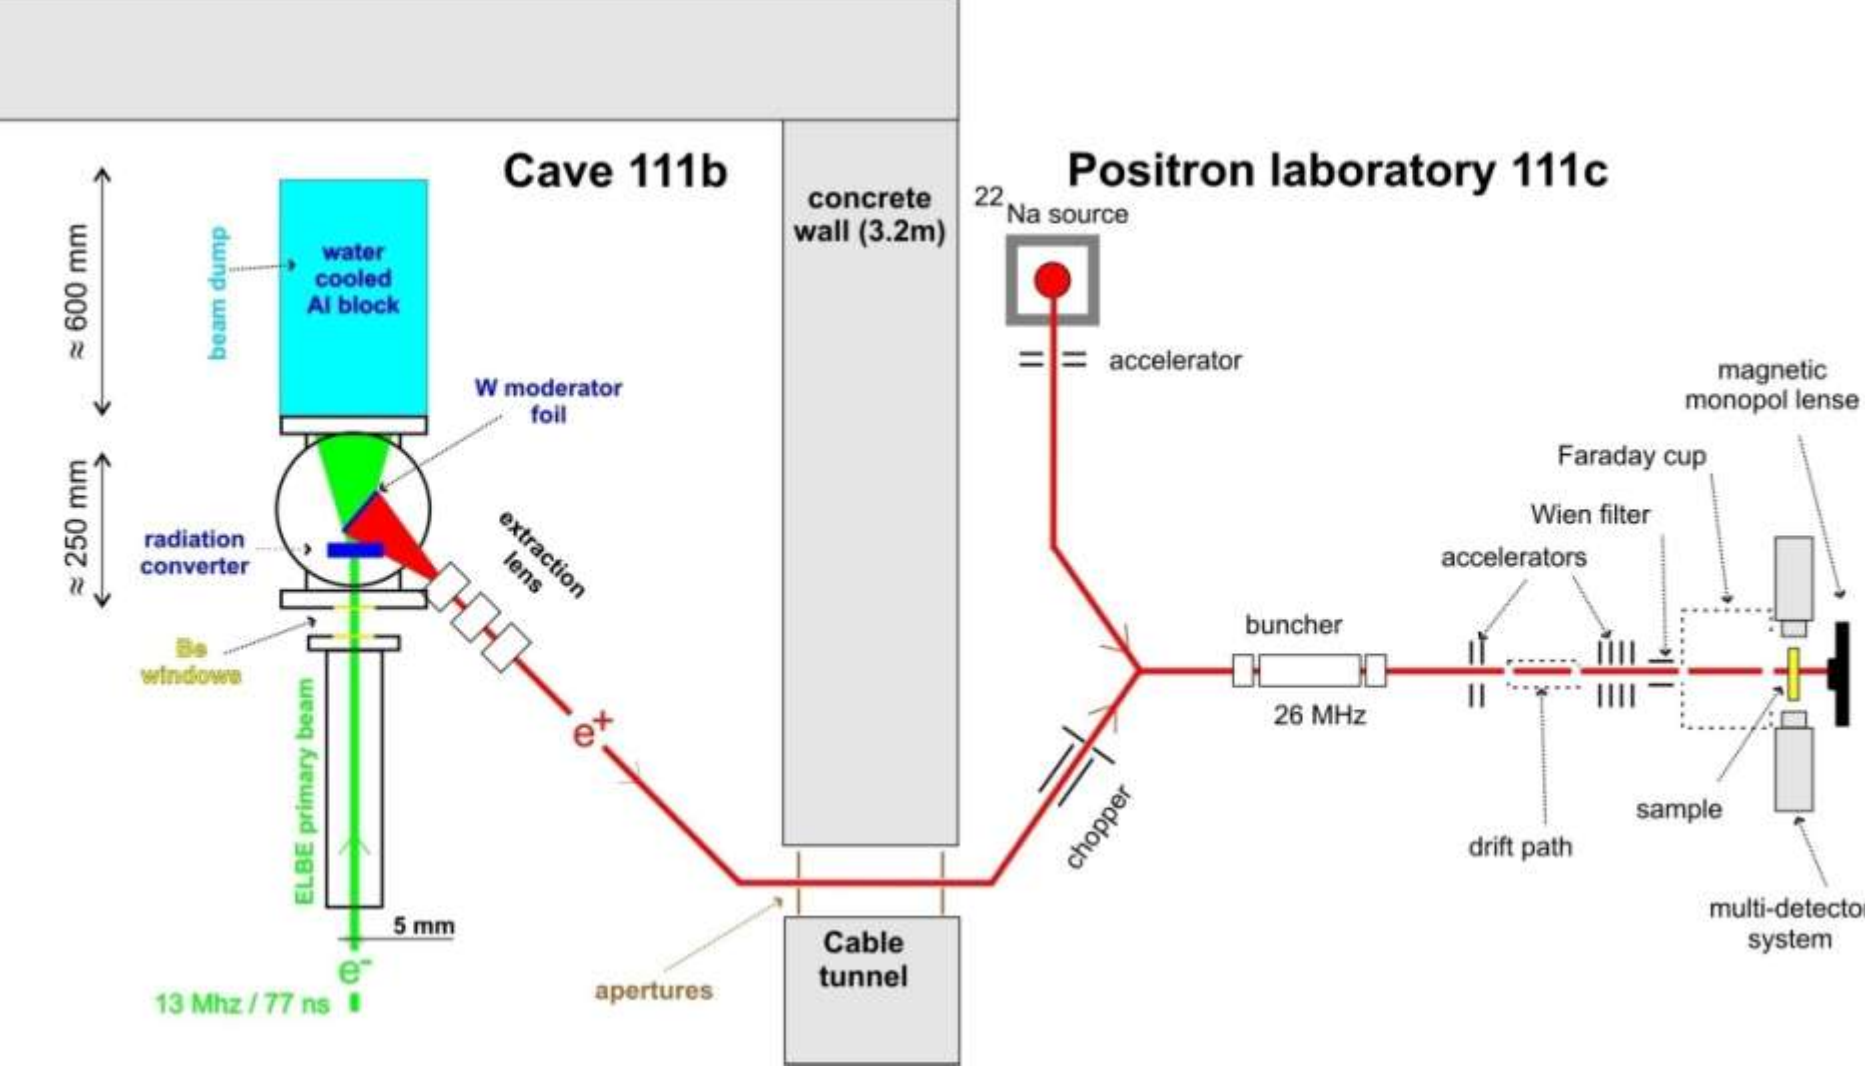 Cave 111b
Positron laboratory 111c
concrete
wall (3.2m)
22
Na source
≈ 600 mm
beam dump
water
cooled
Al block
accelerator
W moderator
foil
magnetic
monopol lense
Faraday cup
≈ 250 mm
radiation
converter
extraction
lens
Wien filter
accelerators
Be
windows
buncher
26 MHz
ELBE primary beam
e+
chopper
sample
drift path
5 mm
e-
13 Mhz / 77 ns
apertures
Cable
tunnel
multi-detector
system